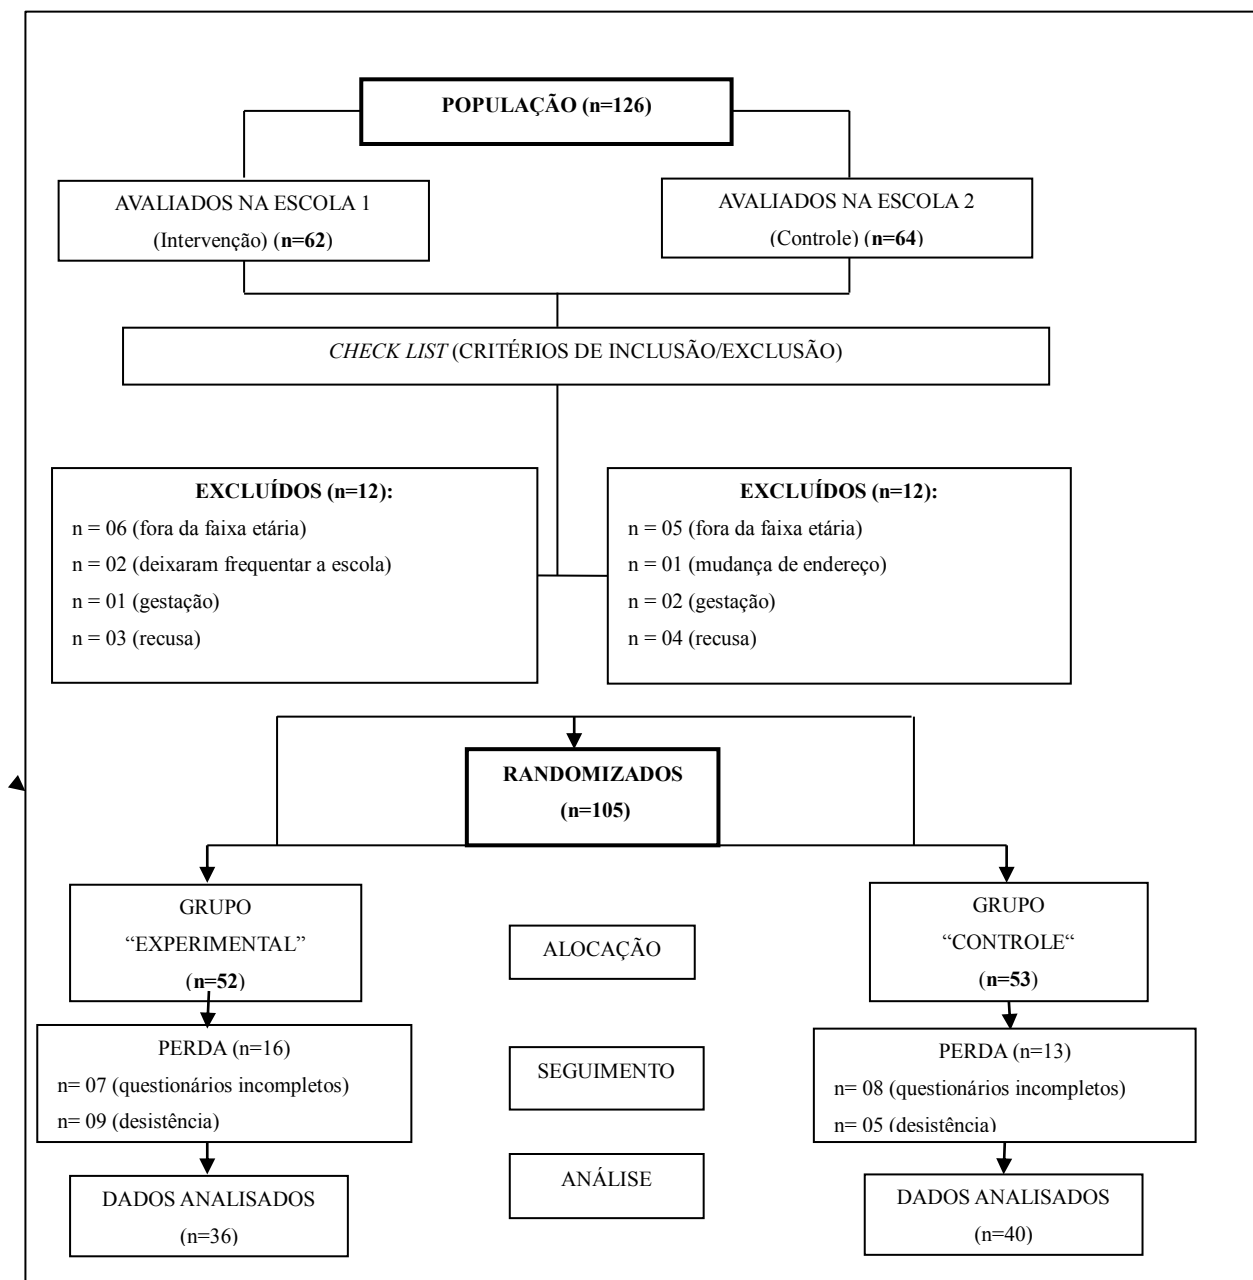 POPULAÇÃO (n=126)
AVALIADOS NA ESCOLA 1
(Intervenção) (n=62)
AVALIADOS NA ESCOLA 2
(Controle) (n=64)
CHECK LIST (CRITÉRIOS DE INCLUSÃO/EXCLUSÃO)
EXCLUÍDOS (n=12):
n = 06 (fora da faixa etária)
n = 02 (deixaram frequentar a escola)
n = 01 (gestação)
n = 03 (recusa)
EXCLUÍDOS (n=12):
n = 05 (fora da faixa etária)
n = 01 (mudança de endereço)
n = 02 (gestação)
n = 04 (recusa)
RANDOMIZADOS
(n=105)
GRUPO
“EXPERIMENTAL”
(n=52)
ALOCAÇÃO
GRUPO
“CONTROLE“
(n=53)
PERDA (n=16)
n= 07 (questionários incompletos)
n= 09 (desistência)
SEGUIMENTO
PERDA (n=13)
n= 08 (questionários incompletos)
n= 05 (desistência)
DADOS ANALISADOS
(n=36)
ANÁLISE
DADOS ANALISADOS
(n=40)